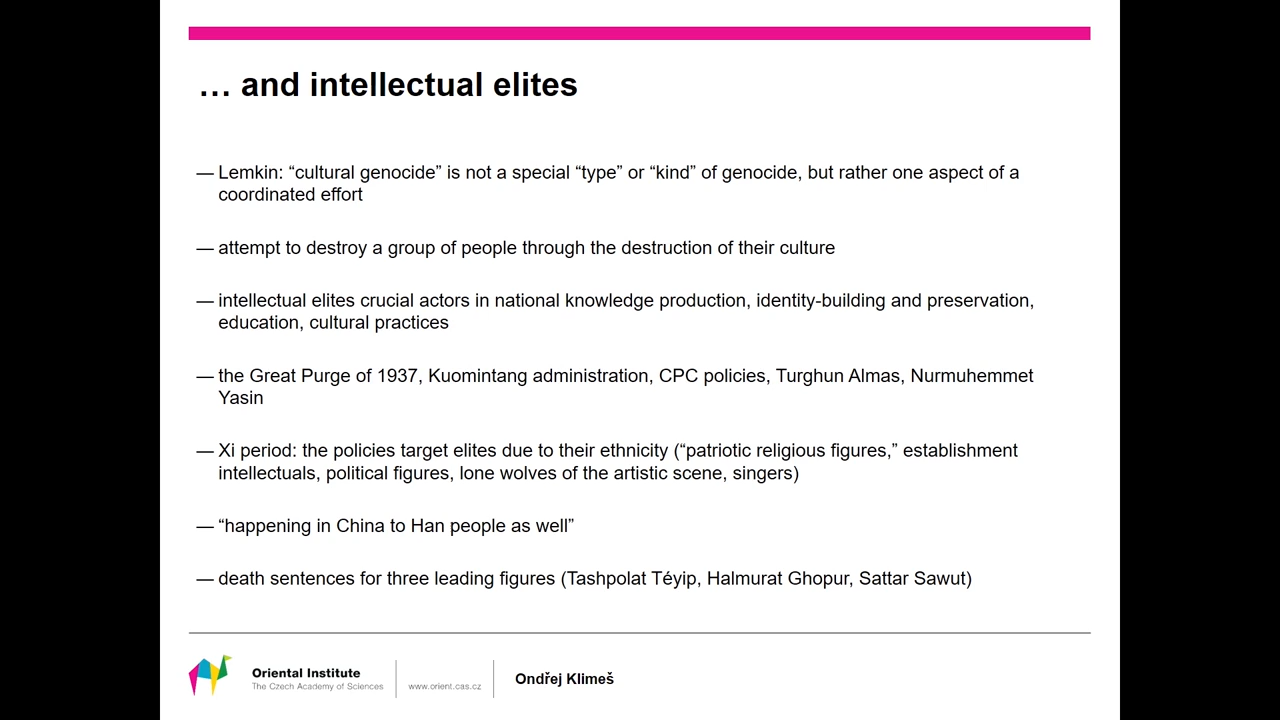 … and intellectual elites
— Lemkin: “cultural genocide” is not a special “type” or “kind” of genocide, but rather one aspect of a
coordinated effort
— attempt to destroy a group of people through the destruction of their culture
— intellectual elites crucial actors in national knowledge production, identity-building and preservation,
education, cultural practices
— the Great Purge of 1937, Kuomintang administration, CPC policies, Turghun Almas, Nurmuhemmet
Yasin
— Xi period: the policies target elites due to their ethnicity (“patriotic religious figures,” establishment
intellectuals, political figures, lone wolves of the artistic scene, singers)
— “happening in China to Han people as well”
— death sentences for three leading figures (Tashpolat Téyip, Halmurat Ghopur, Sattar Sawut)
Oriental Institute
The Czech Academy of Sciences
www.orient.cas.cz
Ondřej Klimeš